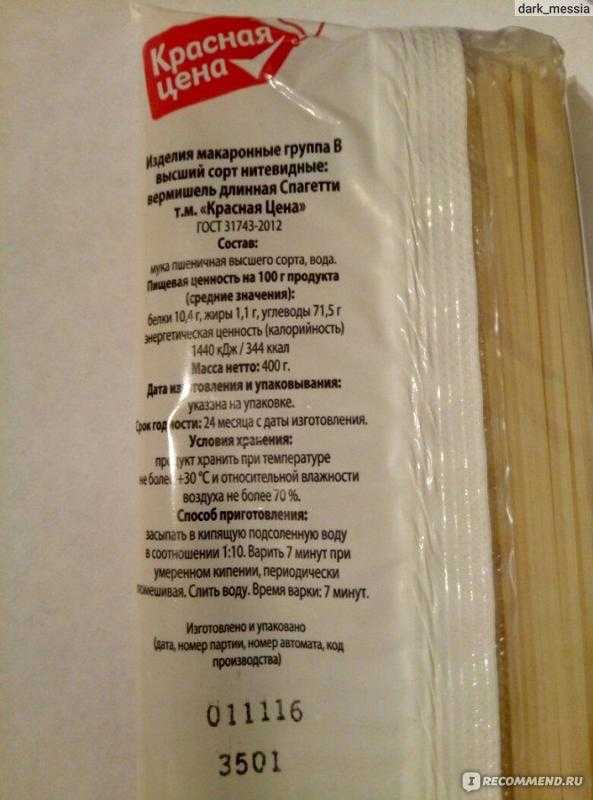 dark_messia
Красная
цена
Изделия макаронные группа В
высший сорт нитевидные:
вермишель длинная Спагетти
т.м. «Красная Цена»
ГОСТ 31743-2012
Состав:
мука пшеничная высшего сорта, вода.
Пищевая ценность на 100 г продукта
(средние значения):
белки 10,4 г, жиры 1,1 г, углеводы 71,5 г
энергетическая ценность (калорийность)
1440 кДж / 344 ккал
Масса нетто: 400 г.
Дата изготовления и упаковывания:
указана на упаковке.
Срок годности: 24 месяца с даты изготовления.
Условия хранения:
продукт хранить при температуре
не более +30 °С и относительной влажности
воздуха не более 70 %.
Способ приготовления:
засыпать в кипящую подсоленную воду
в соотношении 1:10. Варить 7 минут при
умеренном кипении, периодически
помешивая. Слить воду. Время варки: 7 минут.
Изготовлено и упаковано
(дата, номер партии, номер автомата, код
производства)
011116
3501
I RECOMMEND.RU